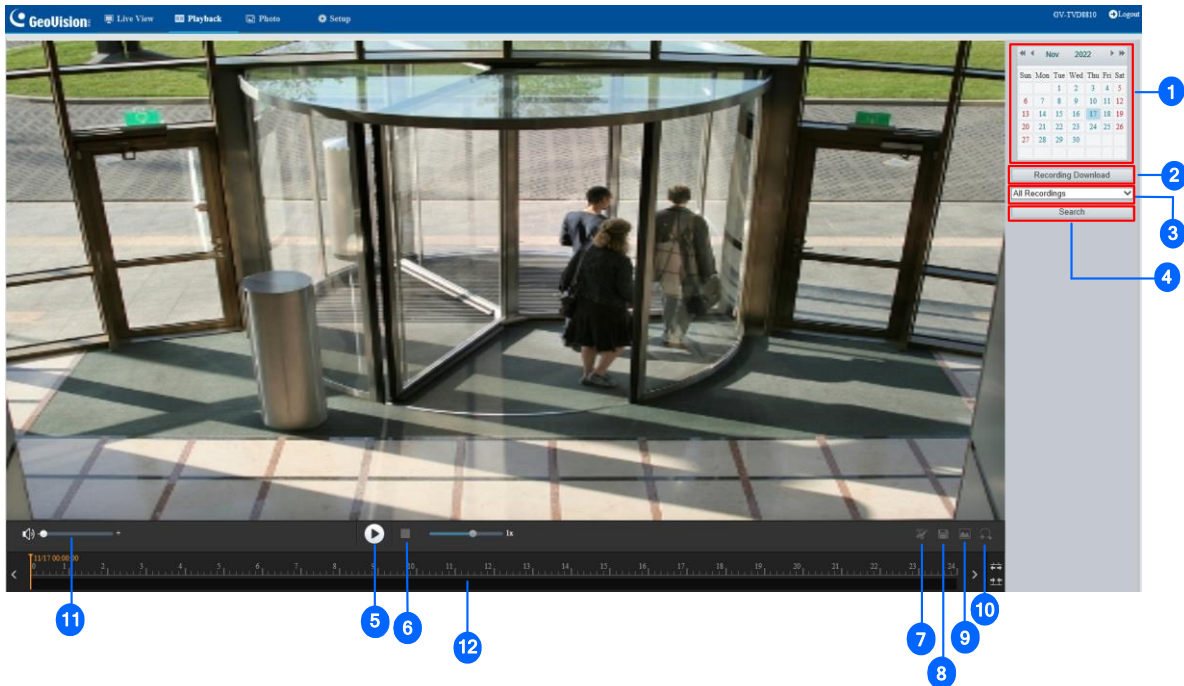 GeoVision: Live View Playback Photo Setup GV-TVD8810 Logout
Nov 2022
Sun Mon Tue Wed Thu Fri Sat
1 2 3 4 5
6 7 8 9 10 11 12
13 14 15 16 17 18 19
20 21 22 23 24 25 26
27 28 29 30
1
Recording Download
2
All Recordings
3
Search
4
+ 1x
11/17 00:00:00
0 1 2 3 4 5 6 7 8 9 10 11 12 13 14 15 16 17 18 19 20 21 22 23 24
11
5
6
12
7
8
9
10